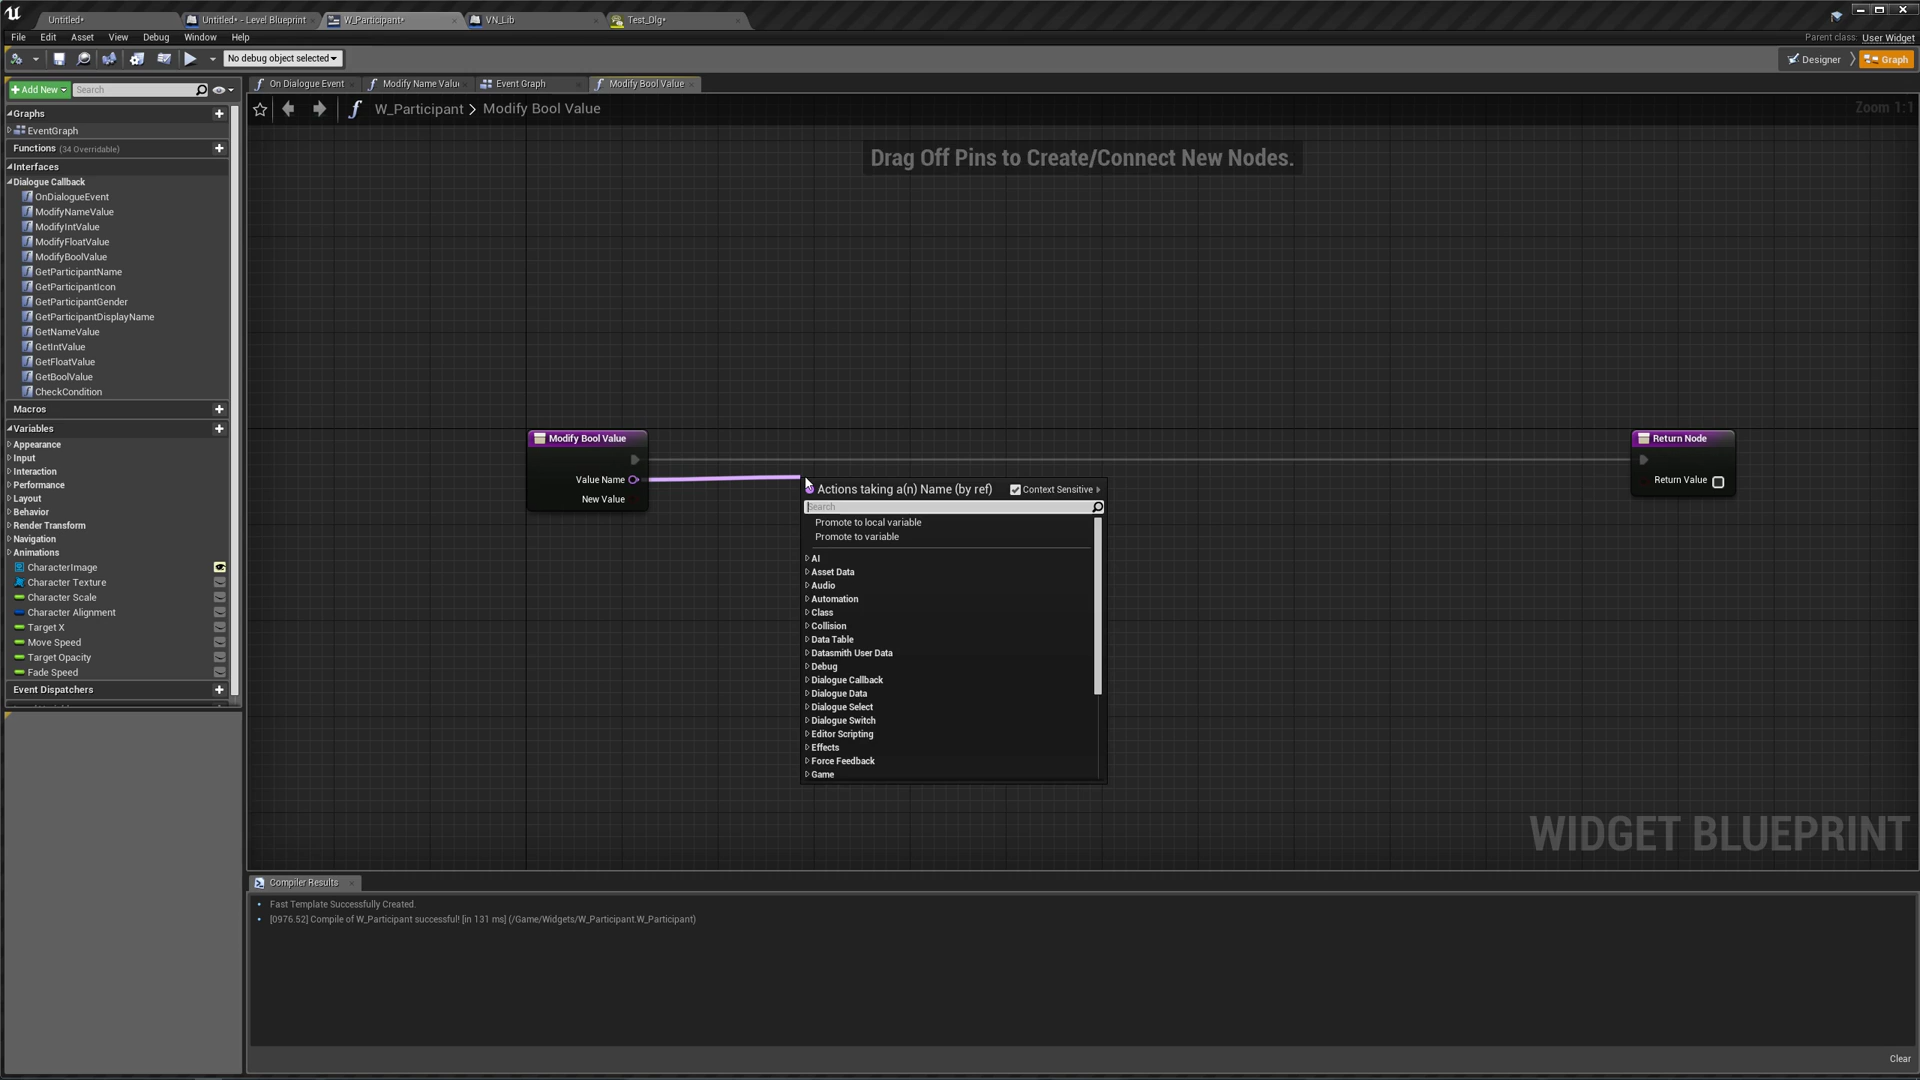 Untitled*
Untitled* - Level Blueprint
W_Participant*
VN_Lib
Test_Dlg*
File Edit Asset View Debug Window Help
Parent class: User Widget
No debug object selected
Designer
Graph
Add New
Search
On Dialogue Event
Modify Name Value
Event Graph
Modify Bool Value
W_Participant > Modify Bool Value
Zoom 1:1
Drag Off Pins to Create/Connect New Nodes.
Graphs
EventGraph
Functions (34 Overridable)
Interfaces
Dialogue Callback
OnDialogueEvent
ModifyNameValue
ModifyIntValue
ModifyFloatValue
ModifyBoolValue
GetParticipantName
GetParticipantIcon
GetParticipantGender
GetParticipantDisplayName
GetNameValue
GetIntValue
GetFloatValue
GetBoolValue
CheckCondition
Macros
Variables
Appearance
Input
Interaction
Performance
Layout
Behavior
Render Transform
Navigation
Animations
CharacterImage
Character Texture
Character Scale
Character Alignment
Target X
Move Speed
Target Opacity
Fade Speed
Event Dispatchers
Modify Bool Value
Value Name
New Value
Return Node
Return Value
Actions taking a(n) Name (by ref)
Context Sensitive
Search
Promote to local variable
Promote to variable
AI
Asset Data
Audio
Automation
Class
Collision
Data Table
Datasmith User Data
Debug
Dialogue Callback
Dialogue Data
Dialogue Select
Dialogue Switch
Editor Scripting
Effects
Force Feedback
Game
WIDGET BLUEPRINT
Compiler Results
Fast Template Successfully Created.
[0976.52] Compile of W_Participant successful! [in 131 ms] (/Game/Widgets/W_Participant.W_Participant)
Clear